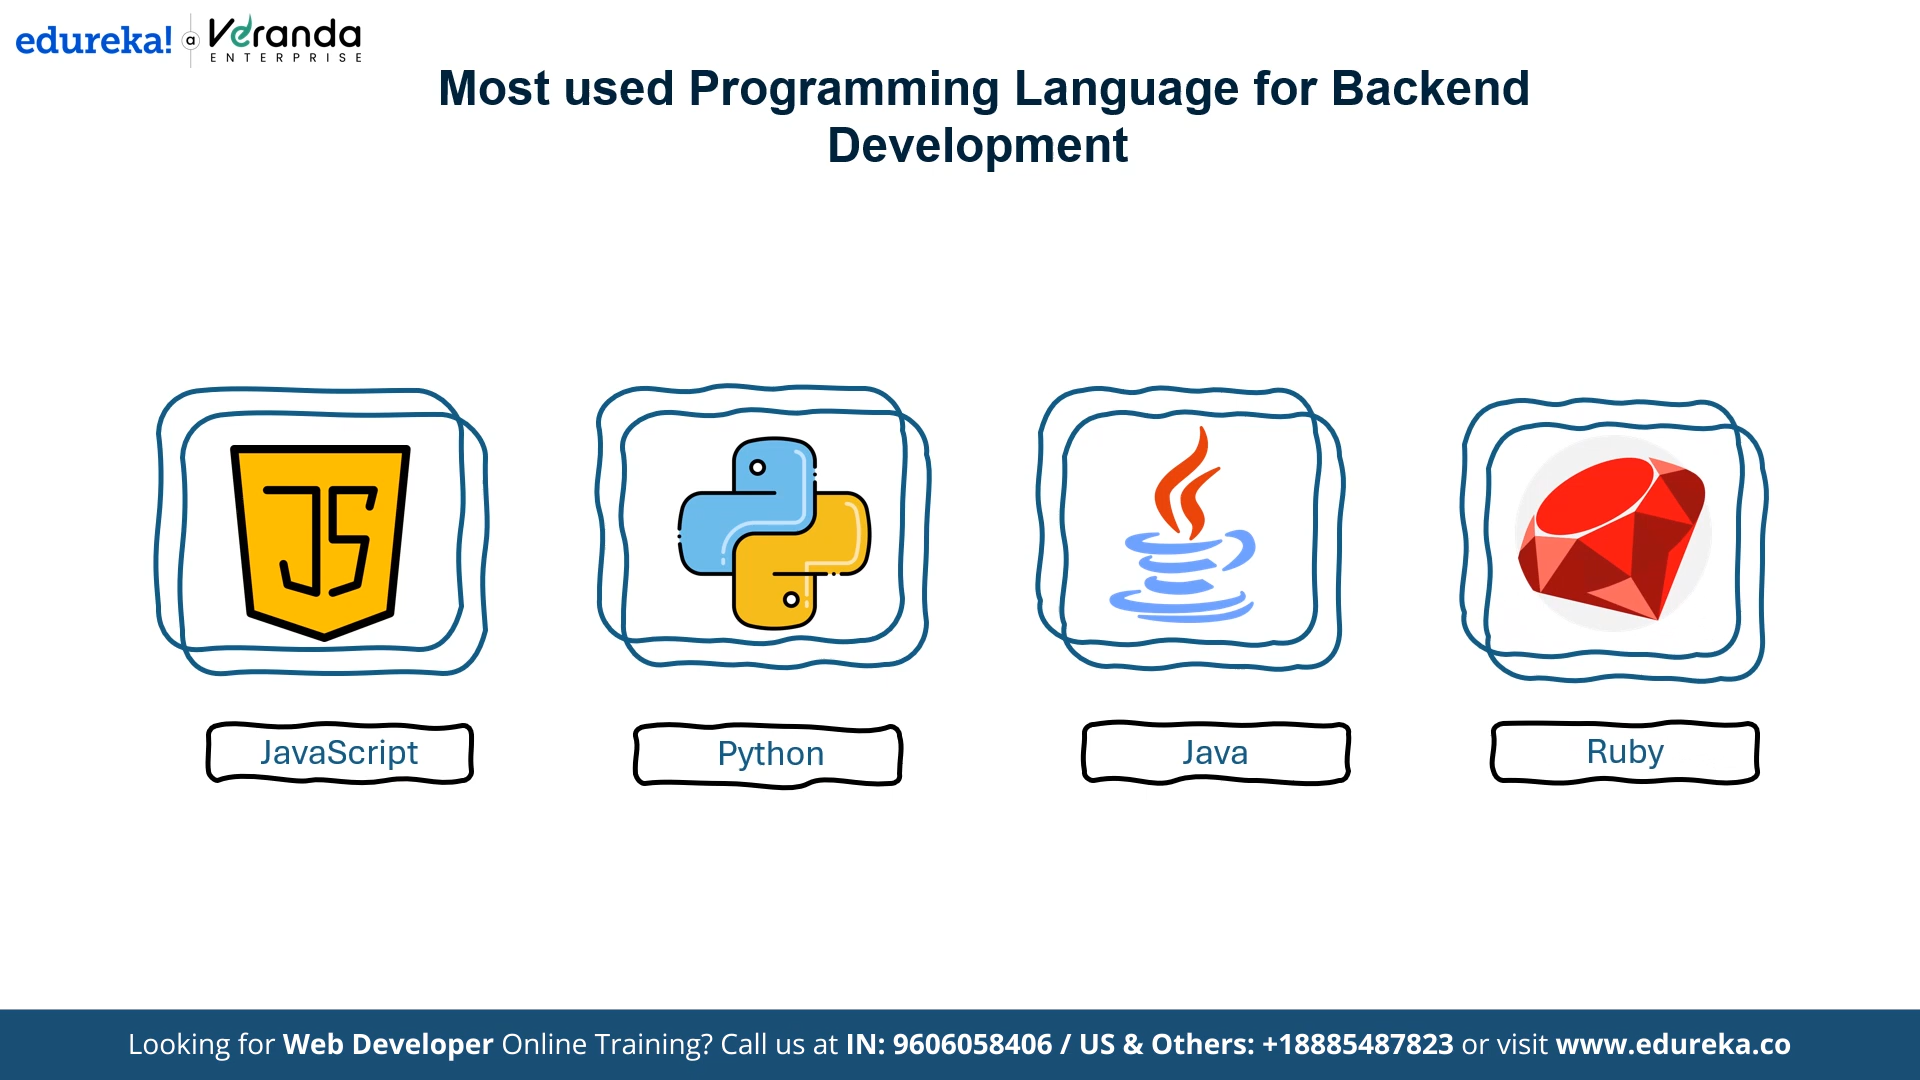 edureka! a Veranda
ENTERPRISE
Most used Programming Language for Backend
Development
JS
JavaScript
Python
Java
Ruby
Looking for Web Developer Online Training? Call us at IN: 9606058406 / US & Others: +18885487823 or visit www.edureka.co